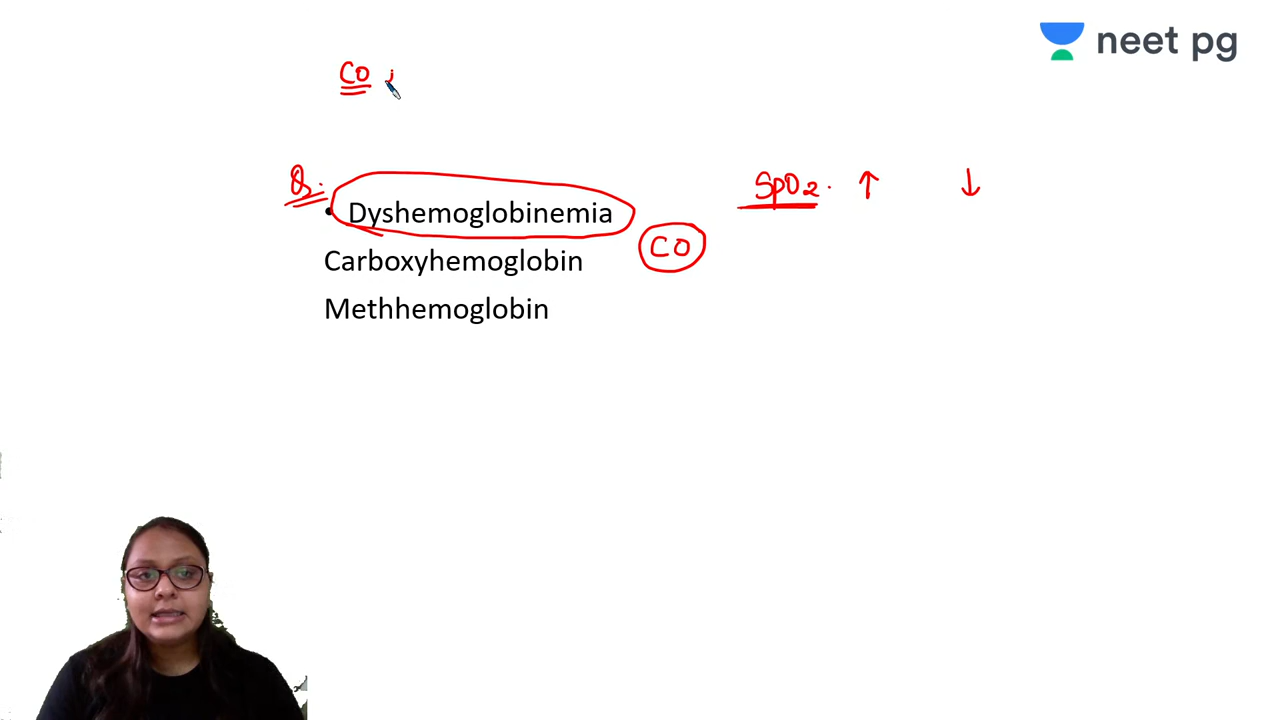 neet pg
CO
Q.
SpO2. ↑ ↓
• Dyshemoglobinemia
CO
Carboxyhemoglobin
Methhemoglobin